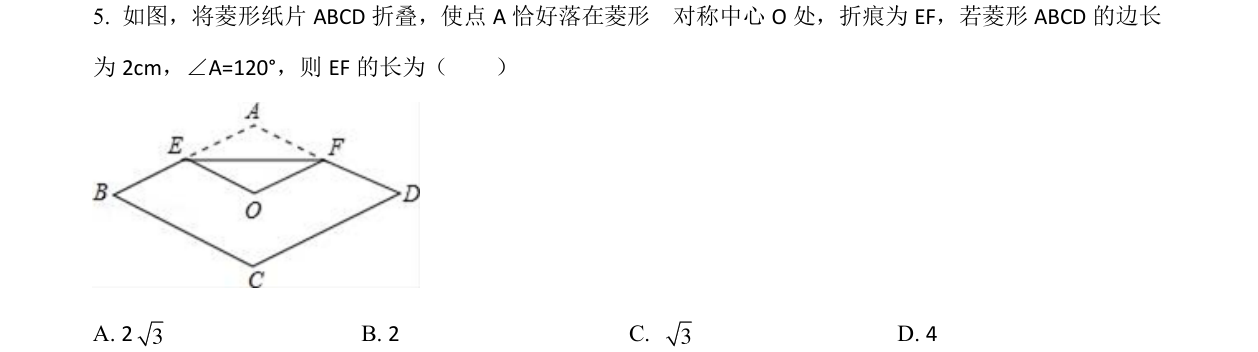 5. 如图，将菱形纸片 ABCD 折叠，使点 A 恰好落在菱形　对称中心 O 处，折痕为 EF，若菱形 ABCD 的边长
为 2cm，∠A=120°，则 EF 的长为（　　）
A
E
F
B
D
O
C
A. 2√3
B. 2
C. √3
D. 4